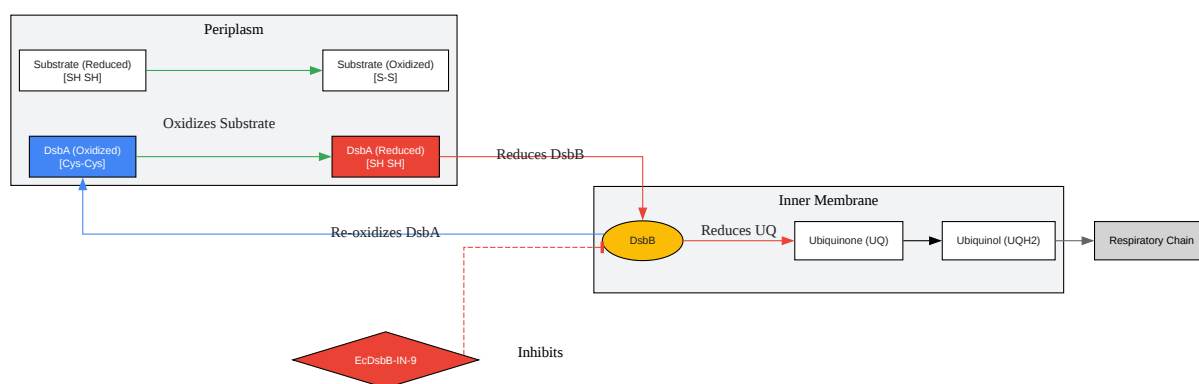 Periplasm
Substrate (Reduced)
[SH SH]
Substrate (Oxidized)
[S-S]
Oxidizes Substrate
DsbA (Oxidized)
[Cys-Cys]
DsbA (Reduced)
[SH SH]
Reduces DsbB
Inner Membrane
Re-oxidizes DsbA
DsbB
Reduces UQ
Ubiquinone (UQ)
Ubiquinol (UQH2)
Respiratory Chain
EcDsbB-IN-9
Inhibits